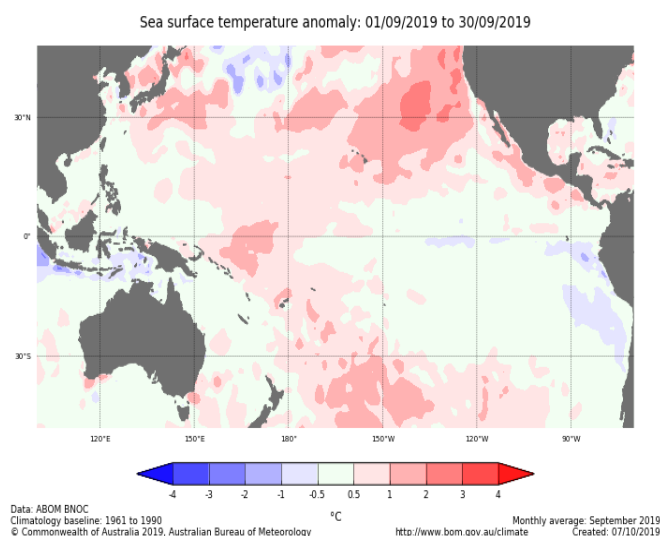 Sea surface temperature anomaly: 01/09/2019 to 30/09/2019
30°N
0°
30°S
120°E 150°E 180° 150°W 120°W 90°W
-4 -3 -2 -1 -0.5 0.5 1 2 3 4
°C
Data: ABOM BNOC
Climatology baseline: 1961 to 1990 Monthly average: September 2019
© Commonwealth of Australia 2019, Australian Bureau of Meteorology http://www.bom.gov.au/climate Created: 07/10/2019